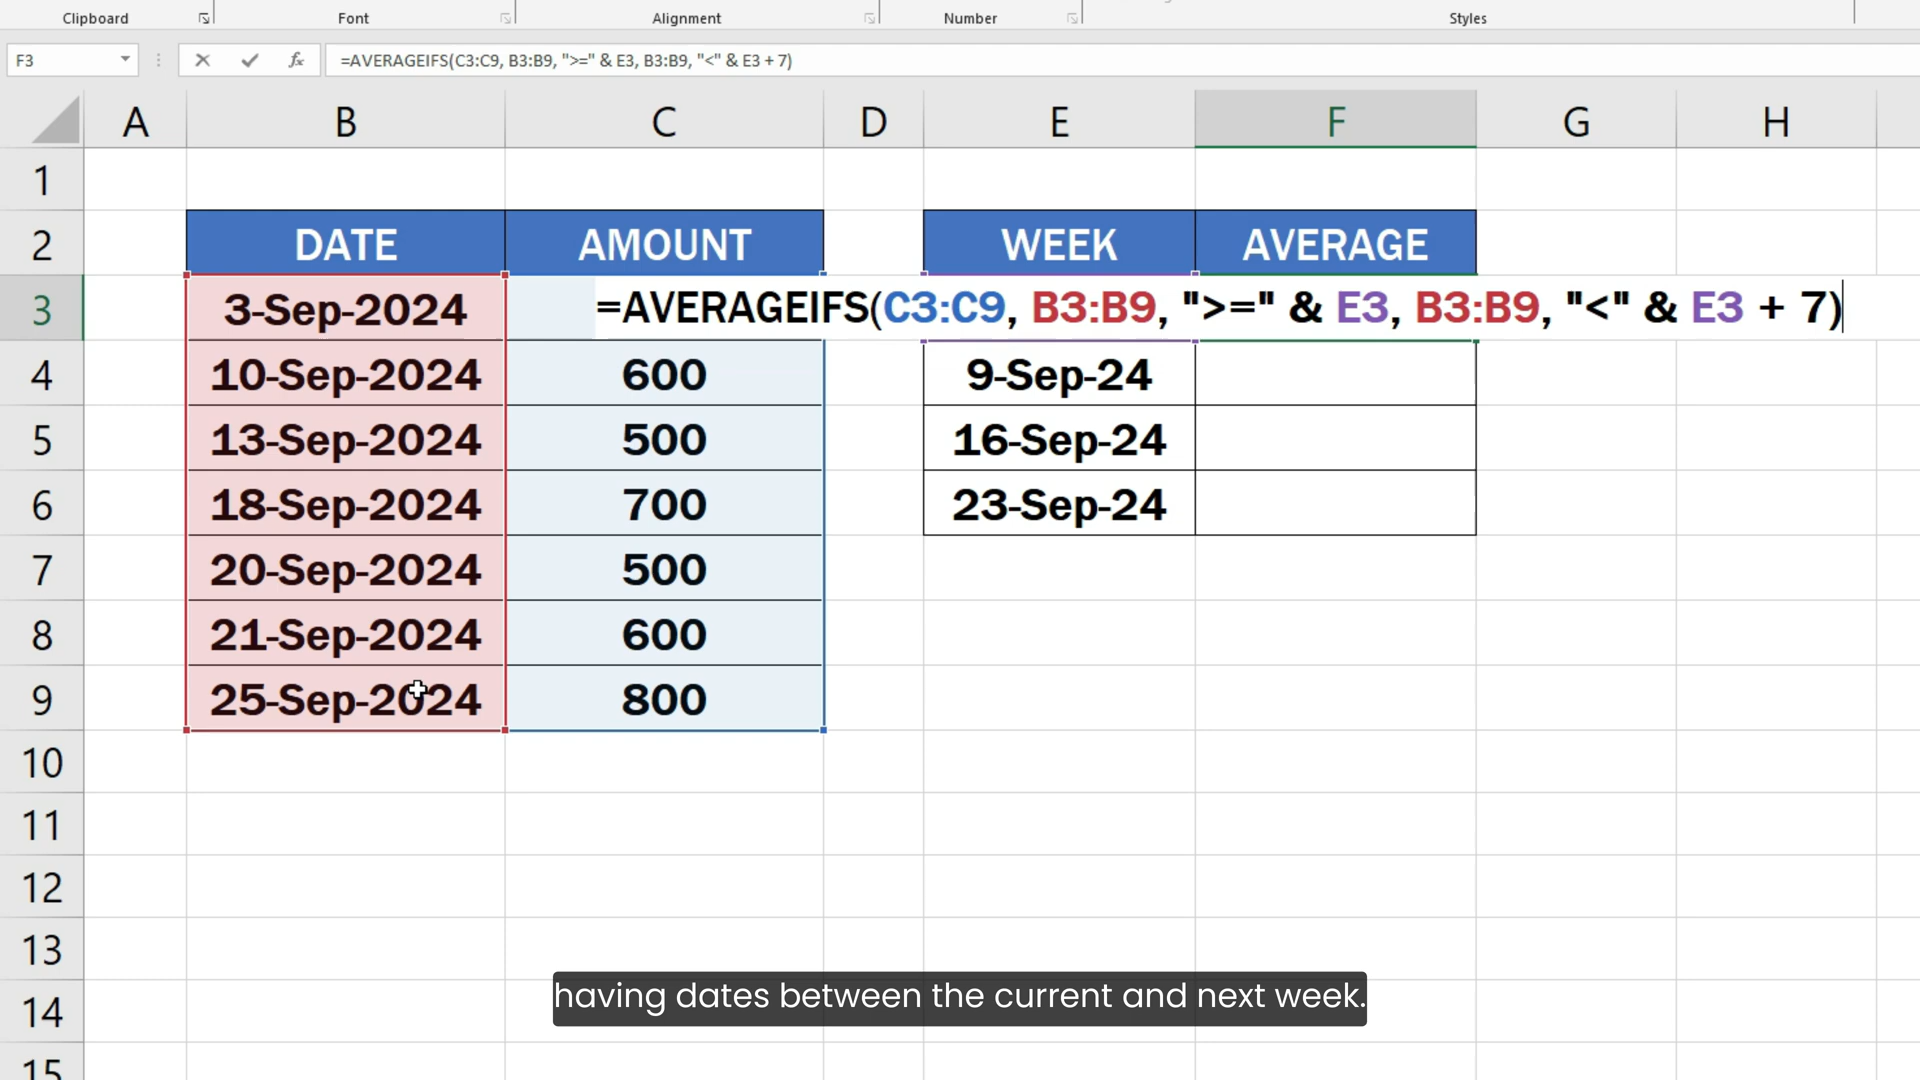 Clipboard Font Alignment Number Styles
F3 fx =AVERAGEIFS(C3:C9, B3:B9, ">=" & E3, B3:B9, "<" & E3 + 7)
A B C D E F G H
1
2 DATE AMOUNT WEEK AVERAGE
3 3-Sep-2024 =AVERAGEIFS(C3:C9, B3:B9, ">=" & E3, B3:B9, "<" & E3 + 7)
4 10-Sep-2024 600 9-Sep-24
5 13-Sep-2024 500 16-Sep-24
6 18-Sep-2024 700 23-Sep-24
7 20-Sep-2024 500
8 21-Sep-2024 600
9 25-Sep-2024 800
10
11
12
13
having dates between the current and next week.
14
15